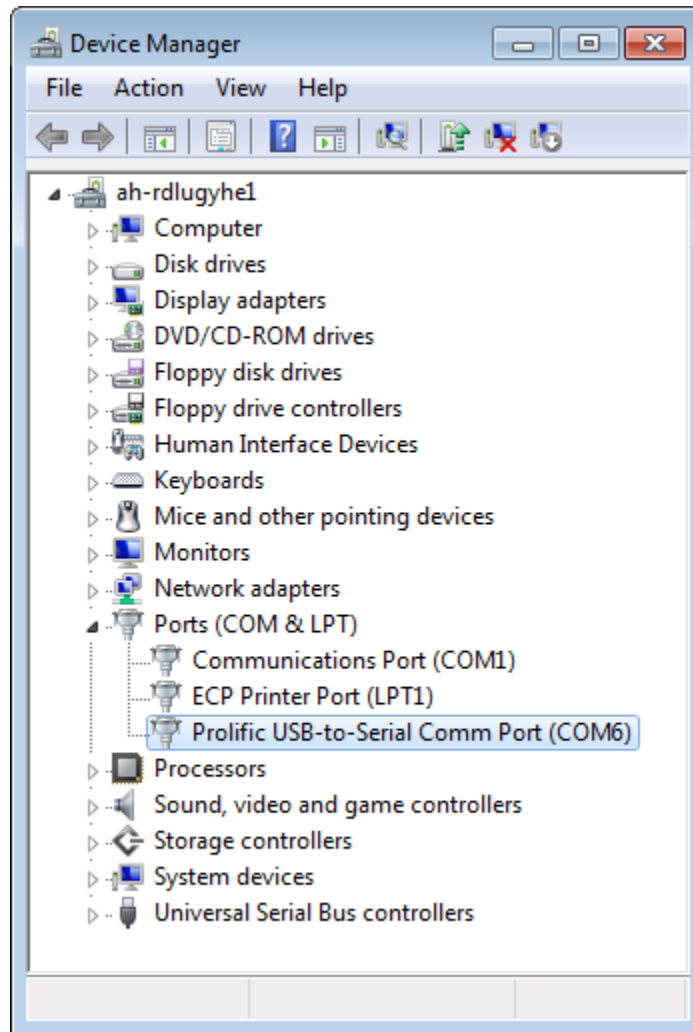 Device Manager
File Action View Help
ah-rdlugyhe1
Computer
Disk drives
Display adapters
DVD/CD-ROM drives
Floppy disk drives
Floppy drive controllers
Human Interface Devices
Keyboards
Mice and other pointing devices
Monitors
Network adapters
Ports (COM & LPT)
Communications Port (COM1)
ECP Printer Port (LPT1)
Prolific USB-to-Serial Comm Port (COM6)
Processors
Sound, video and game controllers
Storage controllers
System devices
Universal Serial Bus controllers